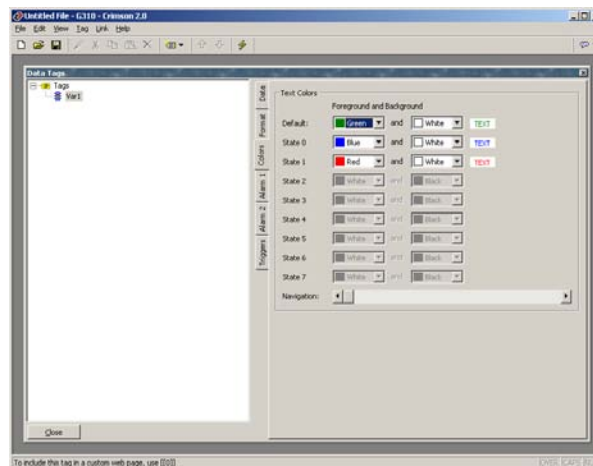 Untitled File - G310 - Crimson 2.0
File Edit View Tag Link Help
Data Tags
Tags
Var1
Data
Format
Colors
Alarm 1
Alarm 2
Triggers
Text Colors
Foreground and Background
Default: Green and White TEXT
State 0 Blue and White TEXT
State 1 Red and White TEXT
State 2 White and Black
State 3 White and Black
State 4 White and Black
State 5 White and Black
State 6 White and Black
State 7 White and Black
Navigation:
Close
To include this tag in a custom web page, use [[0]]